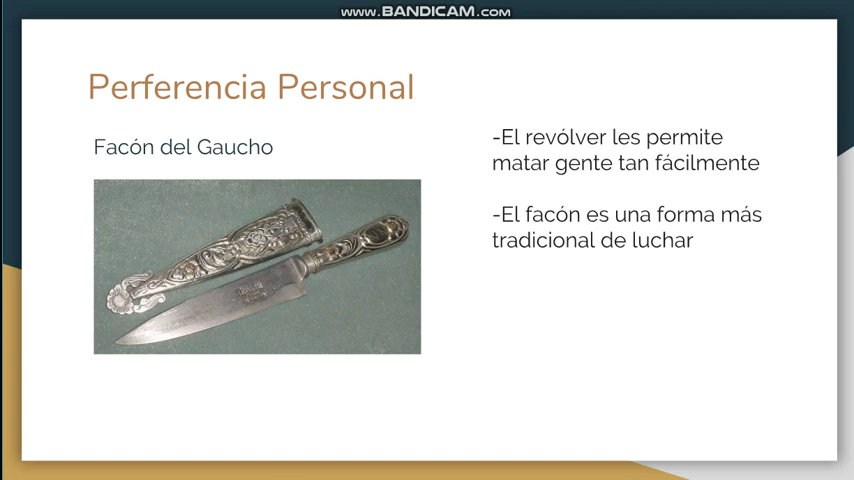 WWW.BANDICAM.COM
Perferencia Personal
Facón del Gaucho
-El revólver les permite
matar gente tan fácilmente
-El facón es una forma más
tradicional de luchar